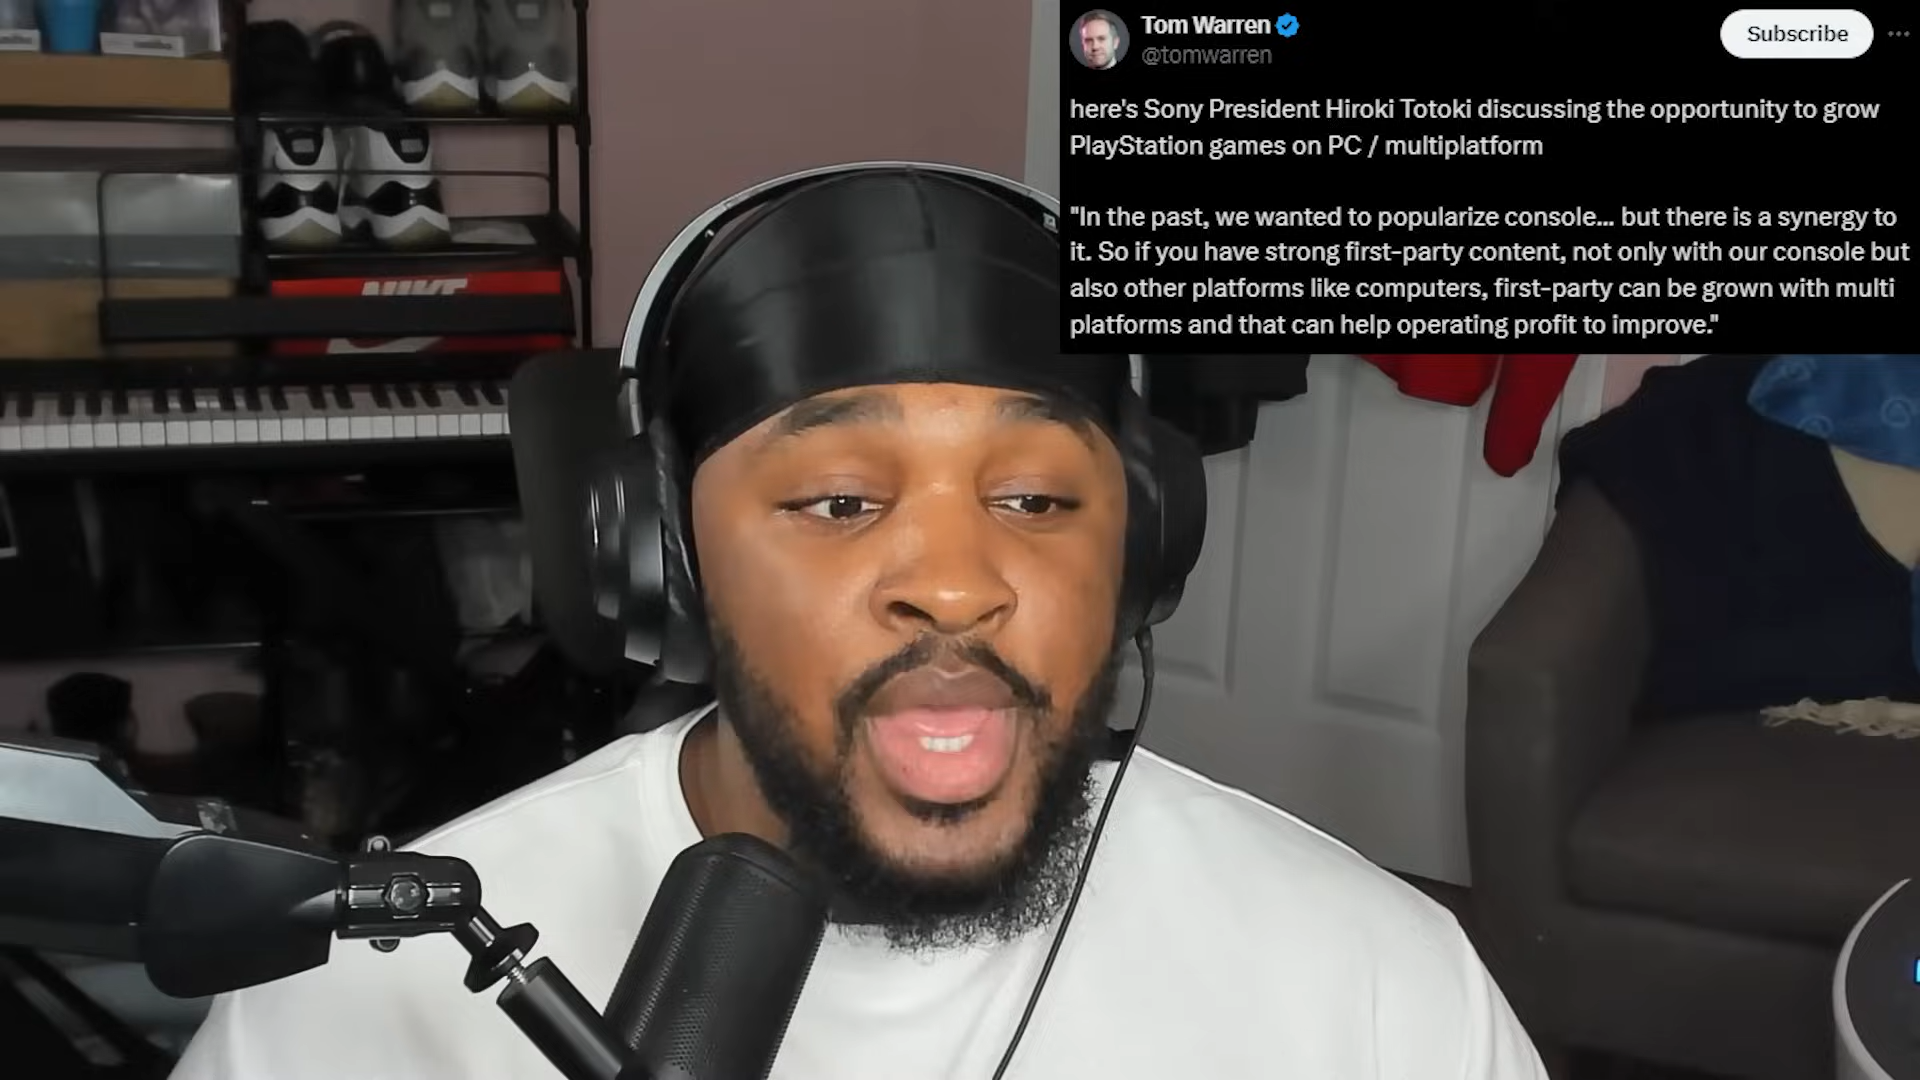 Tom Warren
@tomwarren
Subscribe
here's Sony President Hiroki Totoki discussing the opportunity to grow
PlayStation games on PC / multiplatform
"In the past, we wanted to popularize console... but there is a synergy to
it. So if you have strong first-party content, not only with our console but
also other platforms like computers, first-party can be grown with multi
platforms and that can help operating profit to improve."
NIKE